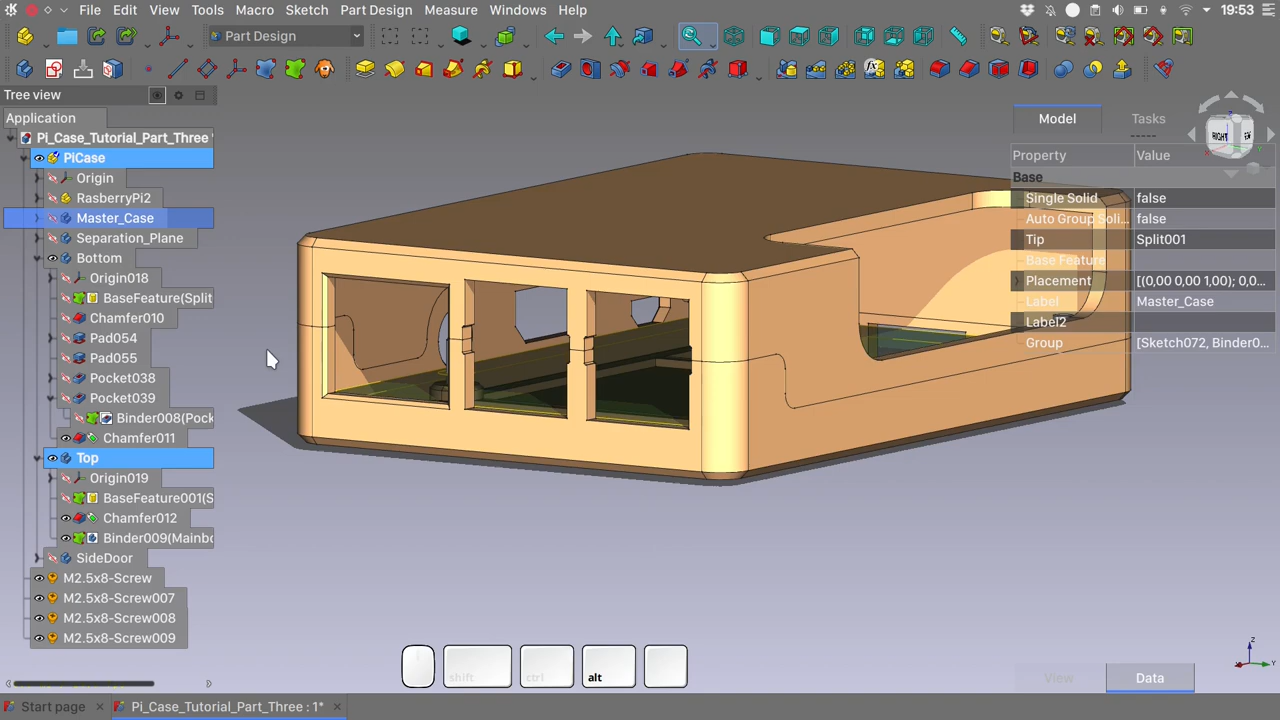 File Edit View Tools Macro Sketch Part Design Measure Windows Help 19:53
Part Design
Tree view
Application
Pi_Case_Tutorial_Part_Three
PiCase
Origin
RasberryPi2
Master_Case
Separation_Plane
Bottom
Origin018
BaseFeature(Split
Chamfer010
Pad054
Pad055
Pocket038
Pocket039
Binder008(Pock
Chamfer011
Top
Origin019
BaseFeature001(S
Chamfer012
Binder009(Mainbo
SideDoor
M2.5x8-Screw
M2.5x8-Screw007
M2.5x8-Screw008
M2.5x8-Screw009
RIGHT
Model Tasks
Property Value
Base
Single Solid false
Auto Group Soli... false
Tip Split001
Base Feature
Placement [(0,00 0,00 1,00); 0,0...
Label Master_Case
Label2
Group [Sketch072, Binder0...
shift ctrl alt
View Data
Start page Pi_Case_Tutorial_Part_Three : 1*